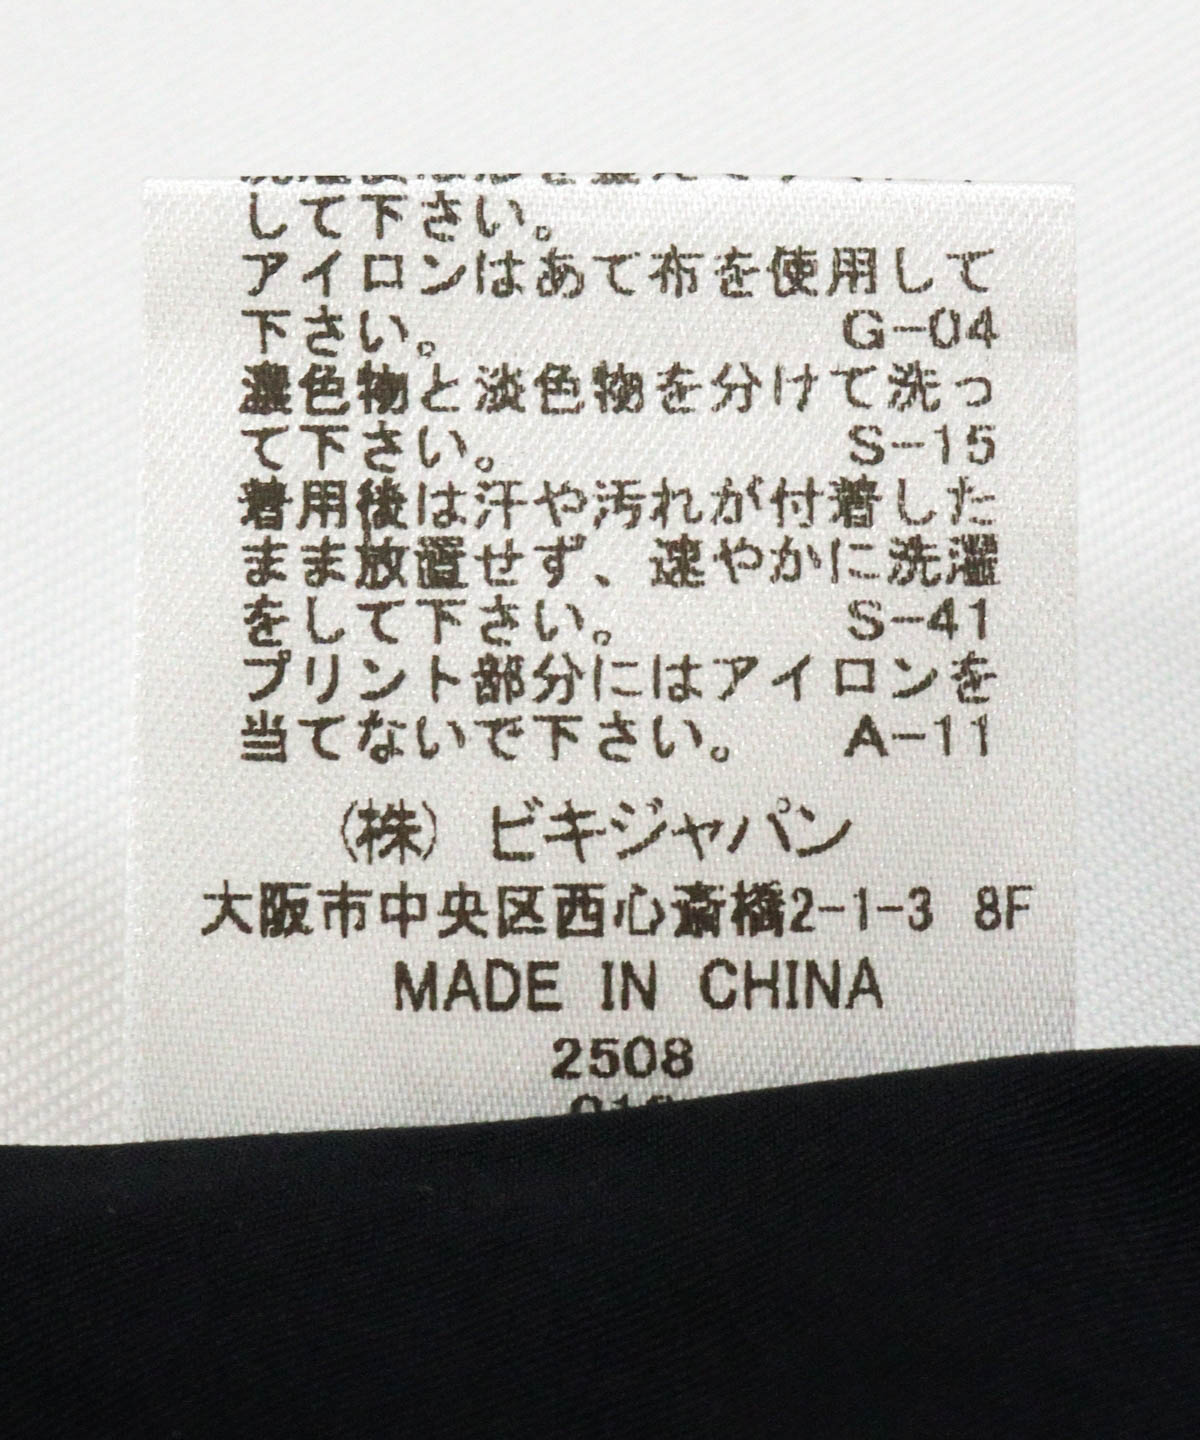 して下さい。
アイロンはあて布を使用して
下さい。 G-04
濃色物と淡色物を分けて洗っ
て下さい。 S-15
着用後は汗や汚れが付着した
まま放置せず、速やかに洗濯
をして下さい。 S-41
プリント部分にはアイロンを
当てないで下さい。 A-11
(株) ビキジャパン
大阪市中央区西心斎橋2-1-3 8F
MADE IN CHINA
2508